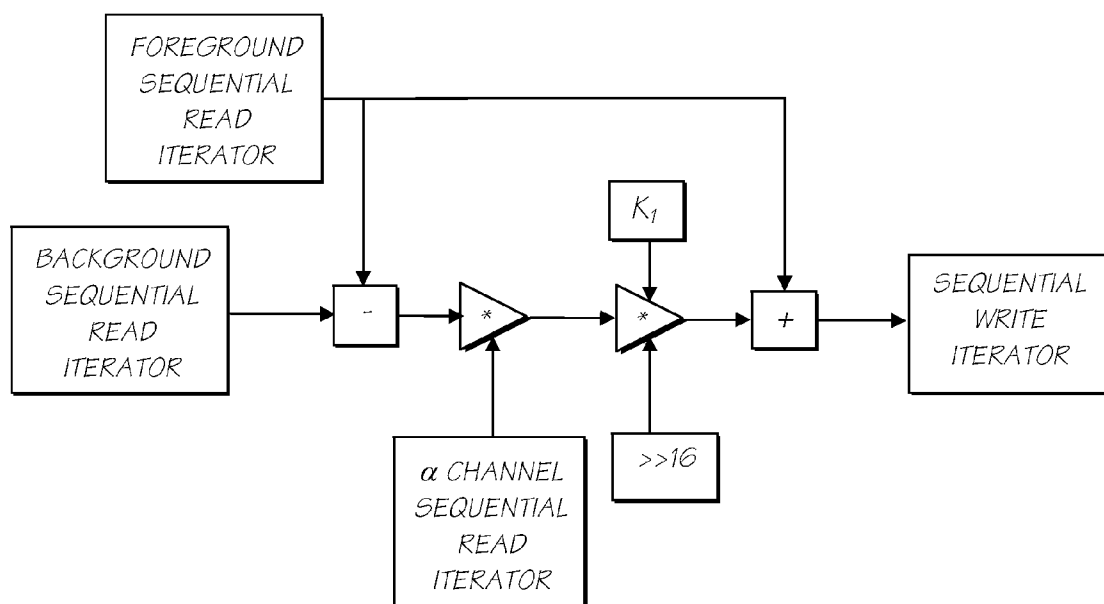 FOREGROUND
SEQUENTIAL
READ
ITERATOR
K₁
BACKGROUND
SEQUENTIAL
READ
ITERATOR
-
*
*
+
SEQUENTIAL
WRITE
ITERATOR
α CHANNEL
SEQUENTIAL
READ
ITERATOR
>>16